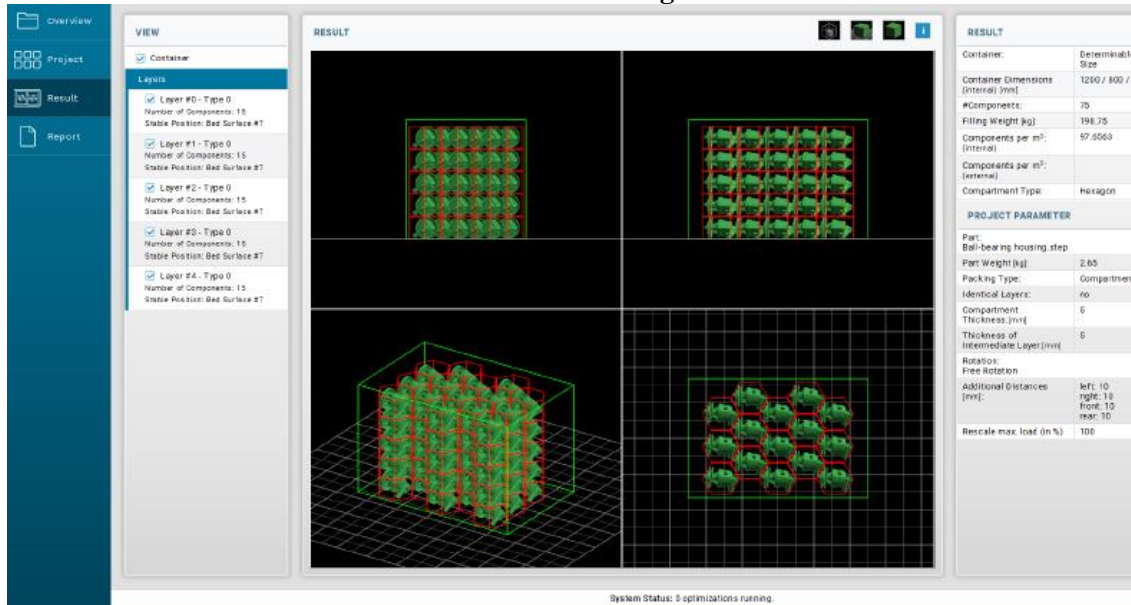 Overview
Project
Result
Report
VIEW
Container
Layers
Layer #0 - Type 0
Number of Components: 15
Stable Position: Bed Surface #7
Layer #1 - Type 0
Number of Components: 15
Stable Position: Bed Surface #7
Layer #2 - Type 0
Number of Components: 15
Stable Position: Bed Surface #7
Layer #3 - Type 0
Number of Components: 15
Stable Position: Bed Surface #7
Layer #4 - Type 0
Number of Components: 15
Stable Position: Bed Surface #7
RESULT
i
RESULT
Container: Determinable
Size
Container Dimensions 1200 / 800 /
(internal) [mm]
#Components: 75
Filling Weight [kg]: 198.75
Components per m³: 97.6563
(internal)
Components per m³:
(external)
Compartment Type: Hexagon
PROJECT PARAMETER
Part:
Ball-bearing housing.step
Part Weight [kg]: 2.65
Packing Type: Compartmen
Identical Layers: no
Compartment 6
Thickness:[mm]
Thickness of 6
Intermediate Layer:[mm]
Rotation:
Free Rotation
Additional Distances left: 10
[mm]: right: 10
front: 10
rear: 10
Rescale max. load (in %): 100
System Status: 0 optimizations running.